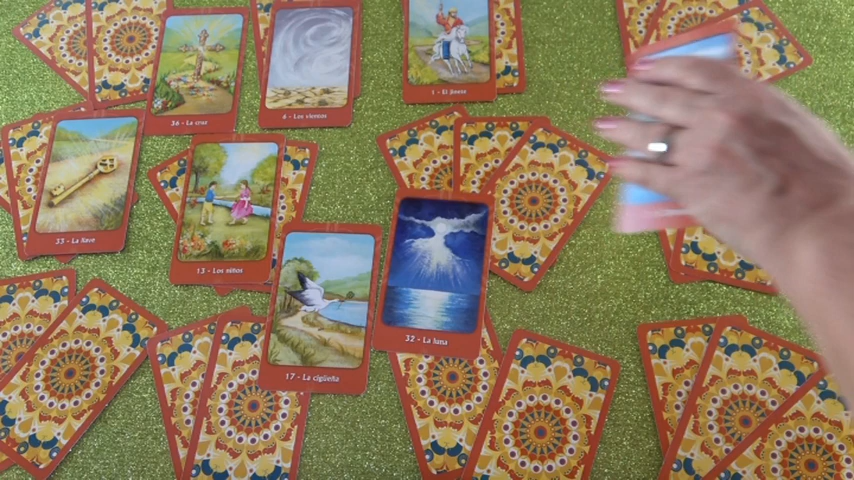 36 - La cruz
6 - Los vientos
1 - El Jinete
33 - La llave
13 - Los niños
17 - La cigüeña
32 - La luna